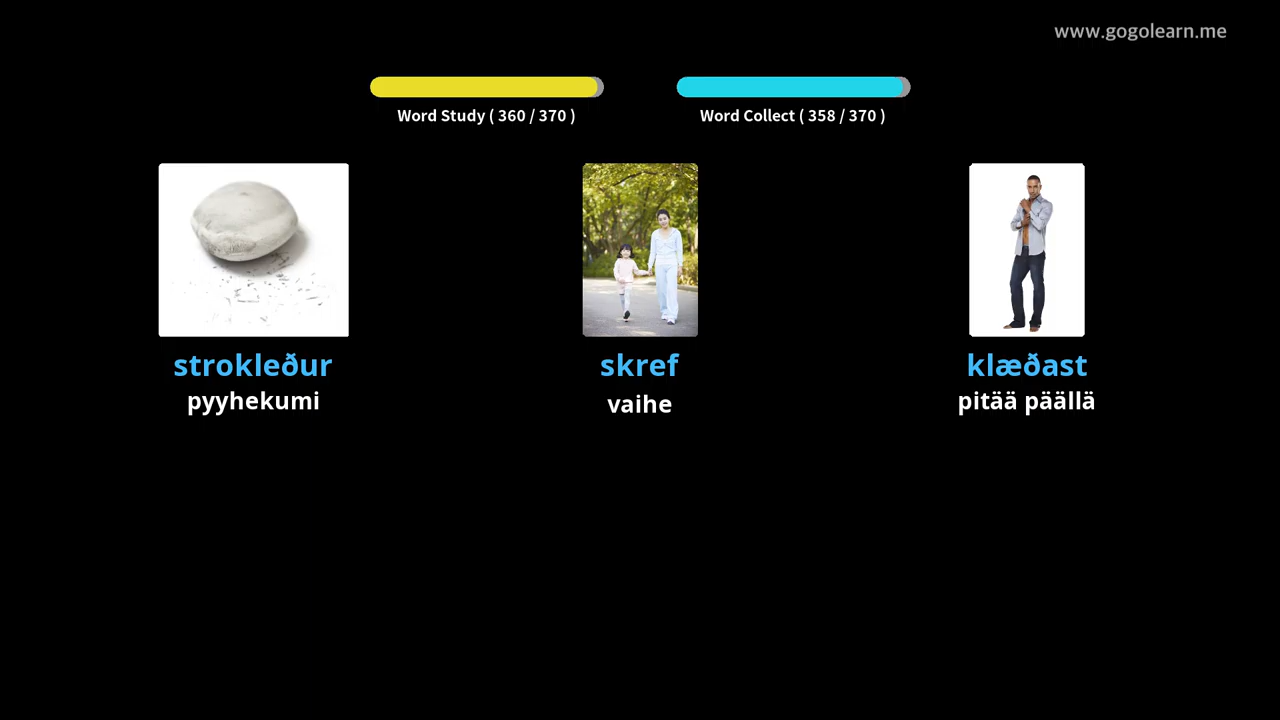 www.gogolearn.me
Word Study ( 360 / 370 )
Word Collect ( 358 / 370 )
strokleður
pyyhekumi
skref
vaihe
klæðast
pitää päällä